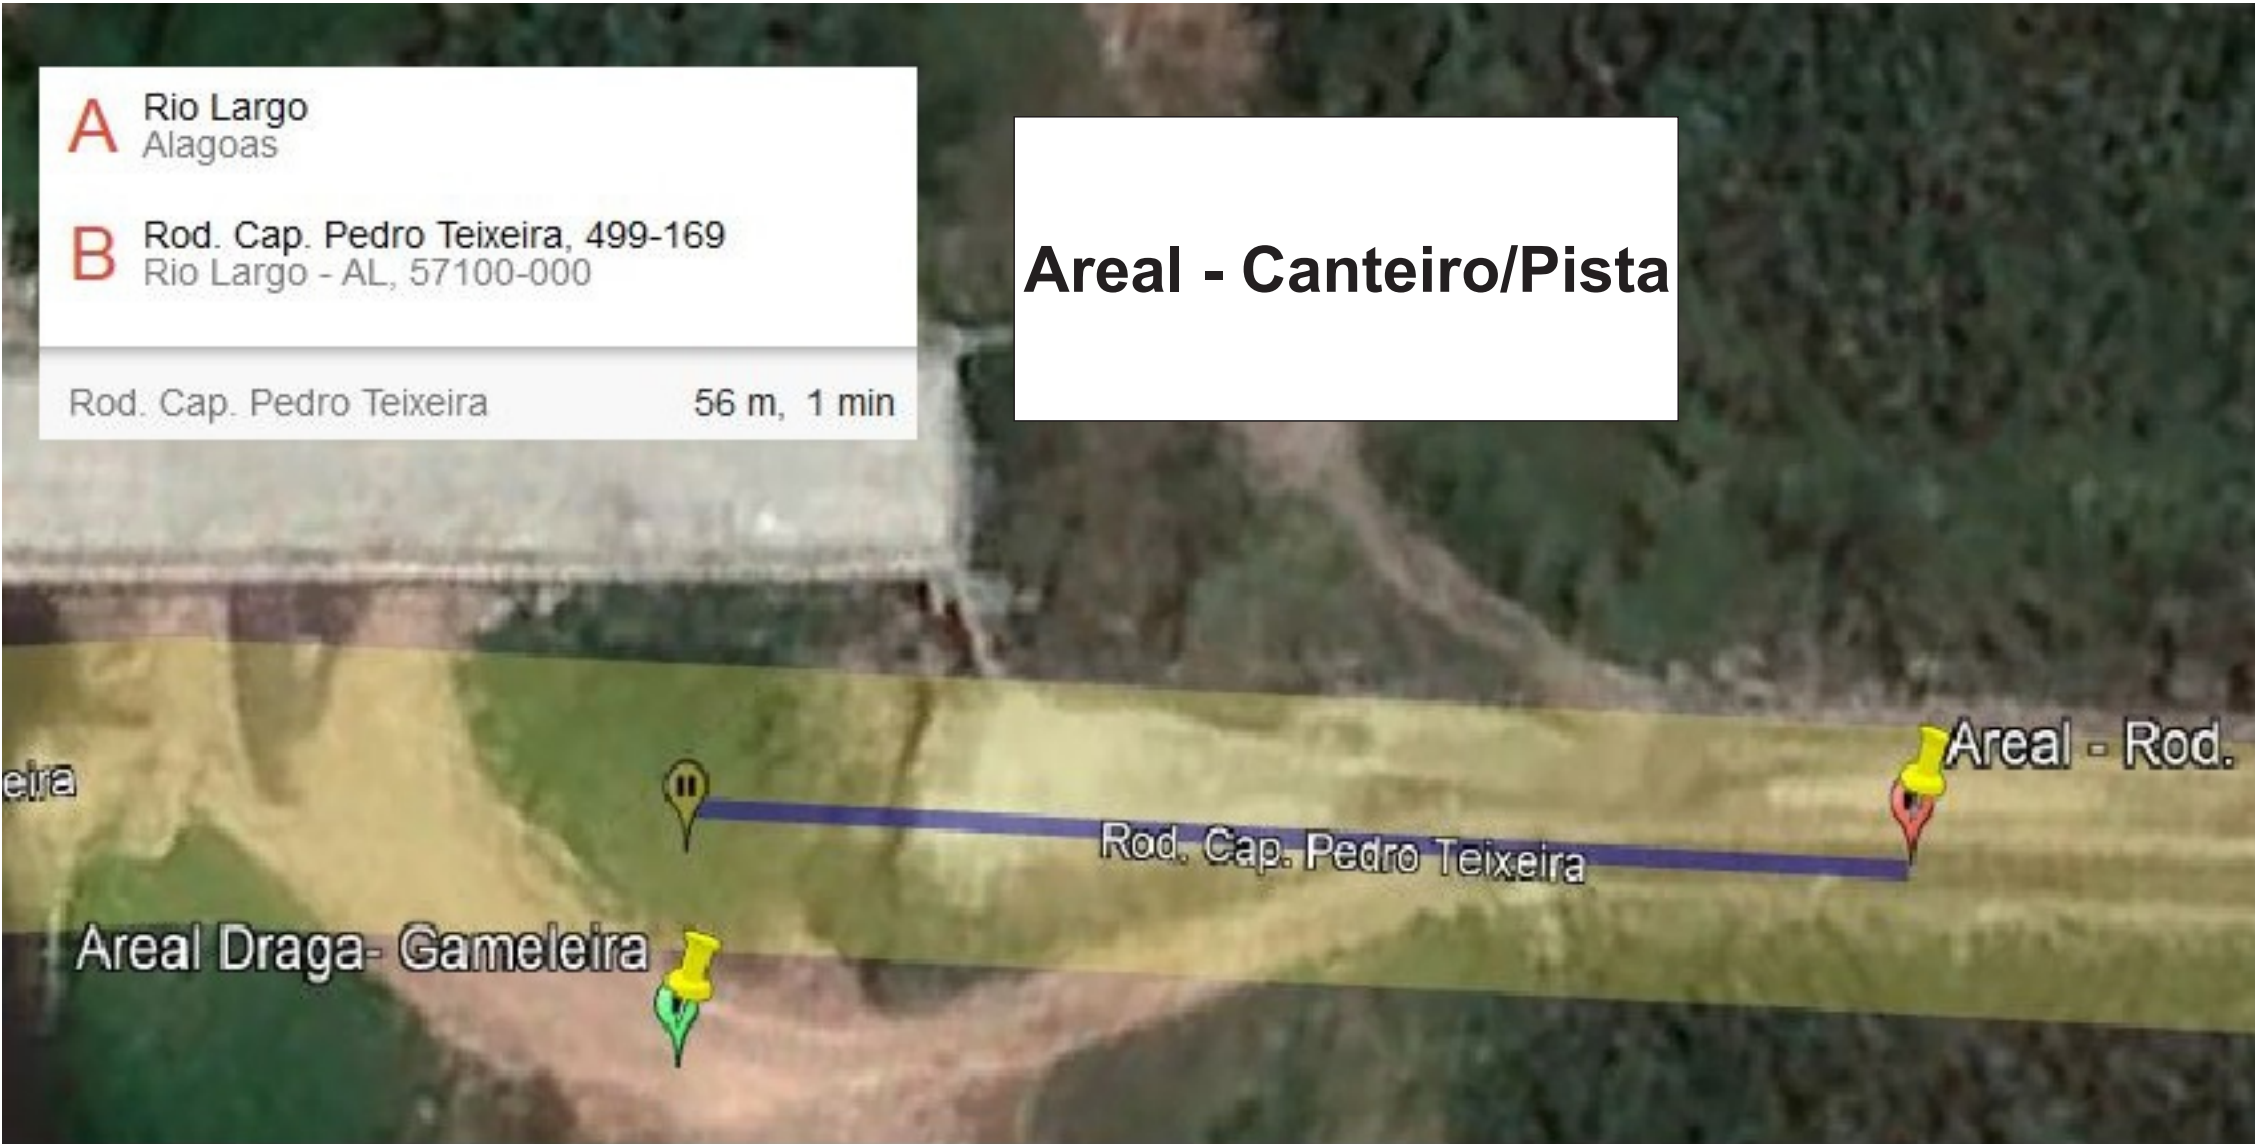 A
Rio Largo
Alagoas
B
Rod. Cap. Pedro Teixeira, 499-169
Rio Largo - AL, 57100-000
Rod. Cap. Pedro Teixeira 56 m, 1 min
Areal - Canteiro/Pista
Areal - Rod.
eira
Rod. Cap. Pedro Teixeira
Areal Draga- Gameleira